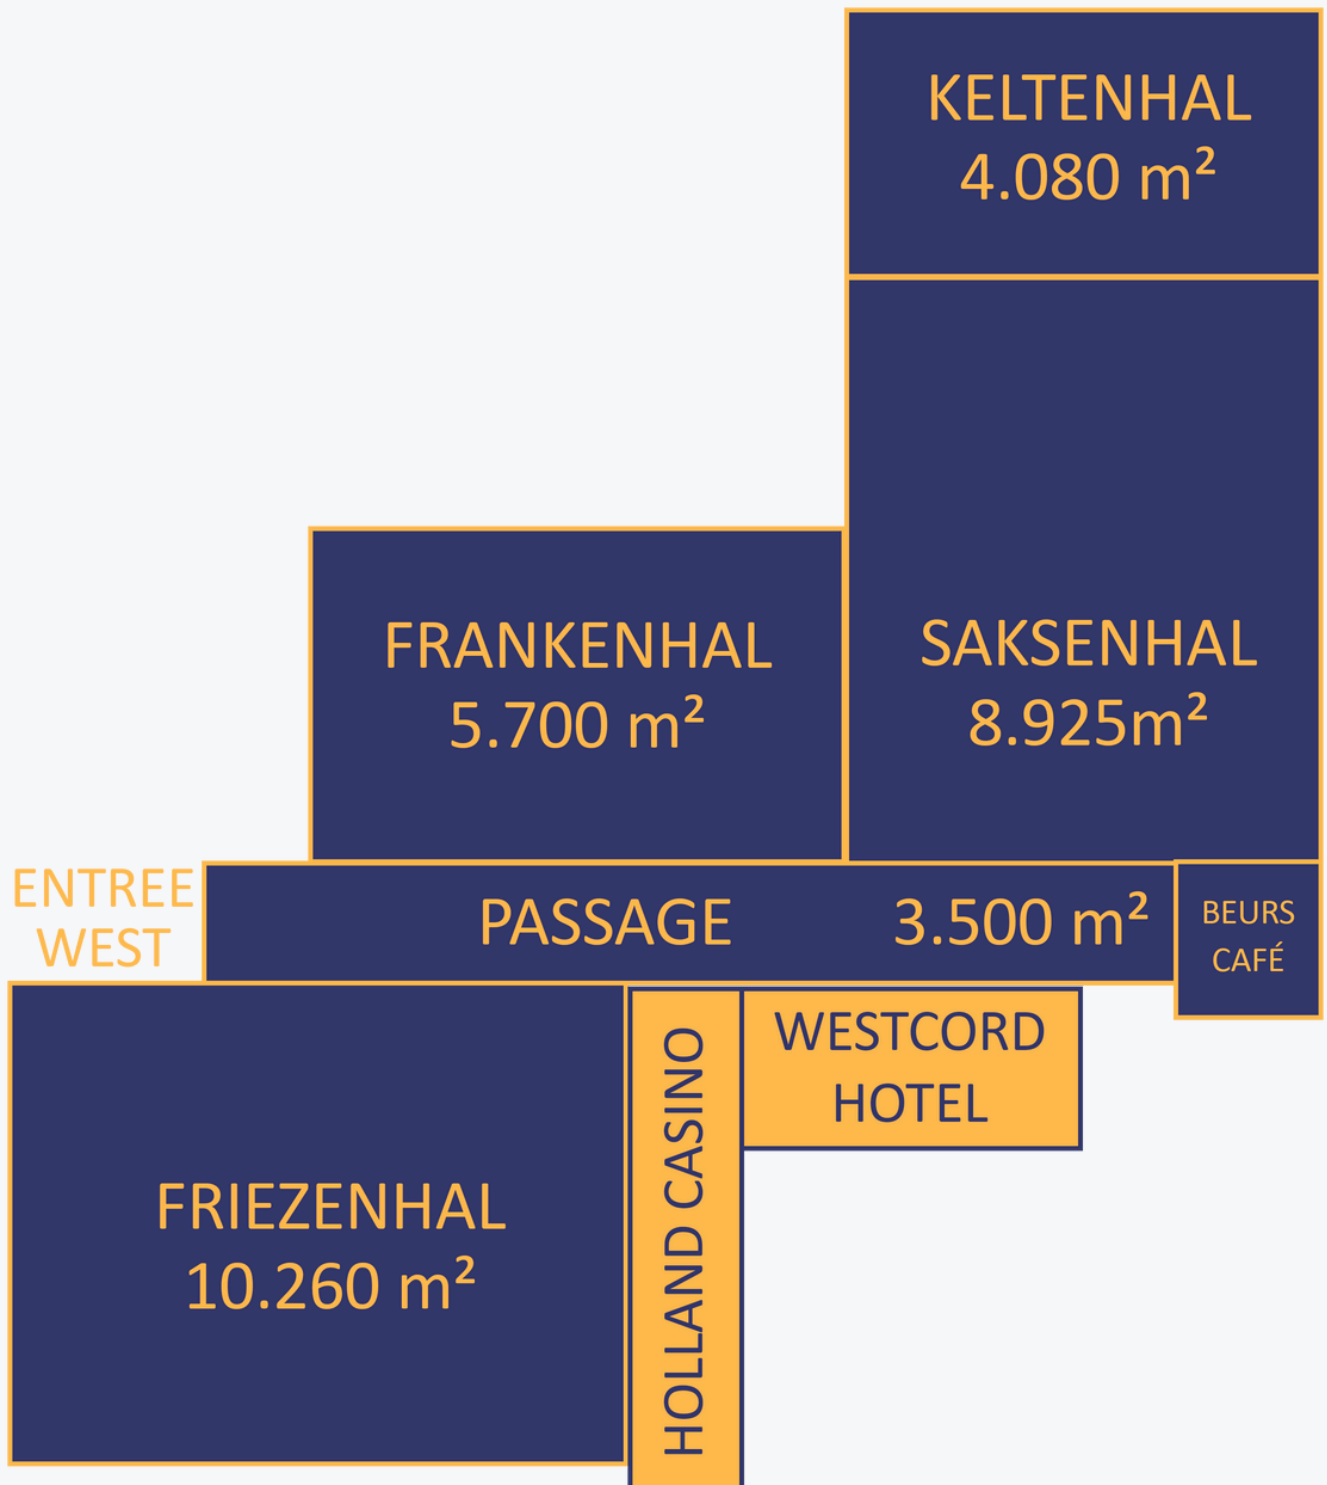 KELTENHAL
4.080 m²
FRANKENHAL
5.700 m²
SAKSENHAL
8.925m²
ENTREE
WEST
PASSAGE 3.500 m²
BEURS
CAFÉ
WESTCORD
HOTEL
HOLLAND CASINO
FRIEZENHAL
10.260 m²